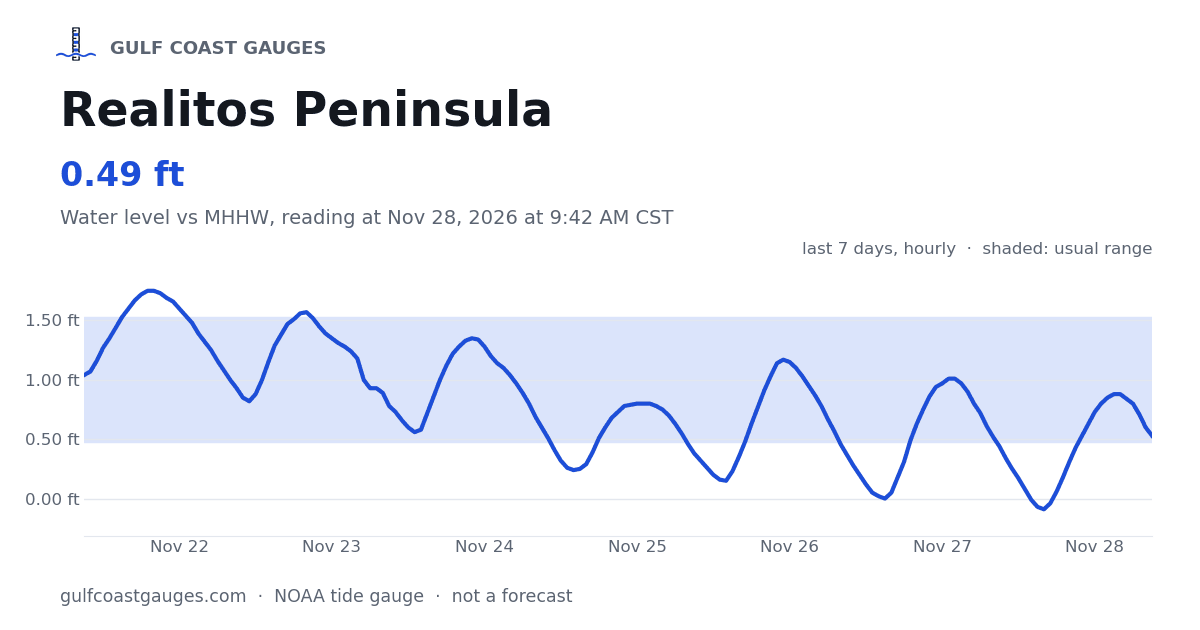 GULF COAST GAUGES
Realitos Peninsula
0.49 ft
Water level vs MHHW, reading at Nov 28, 2026 at 9:42 AM CST
last 7 days, hourly · shaded: usual range
1.50 ft
1.00 ft
0.50 ft
0.00 ft
Nov 22 Nov 23 Nov 24 Nov 25 Nov 26 Nov 27 Nov 28
gulfcoastgauges.com · NOAA tide gauge · not a forecast